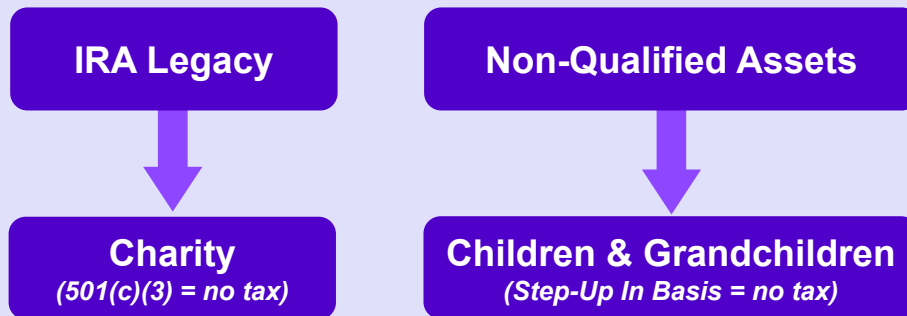 IRA Legacy
Non-Qualified Assets
Charity
(501(c)(3) = no tax)
Children & Grandchildren
(Step-Up In Basis = no tax)